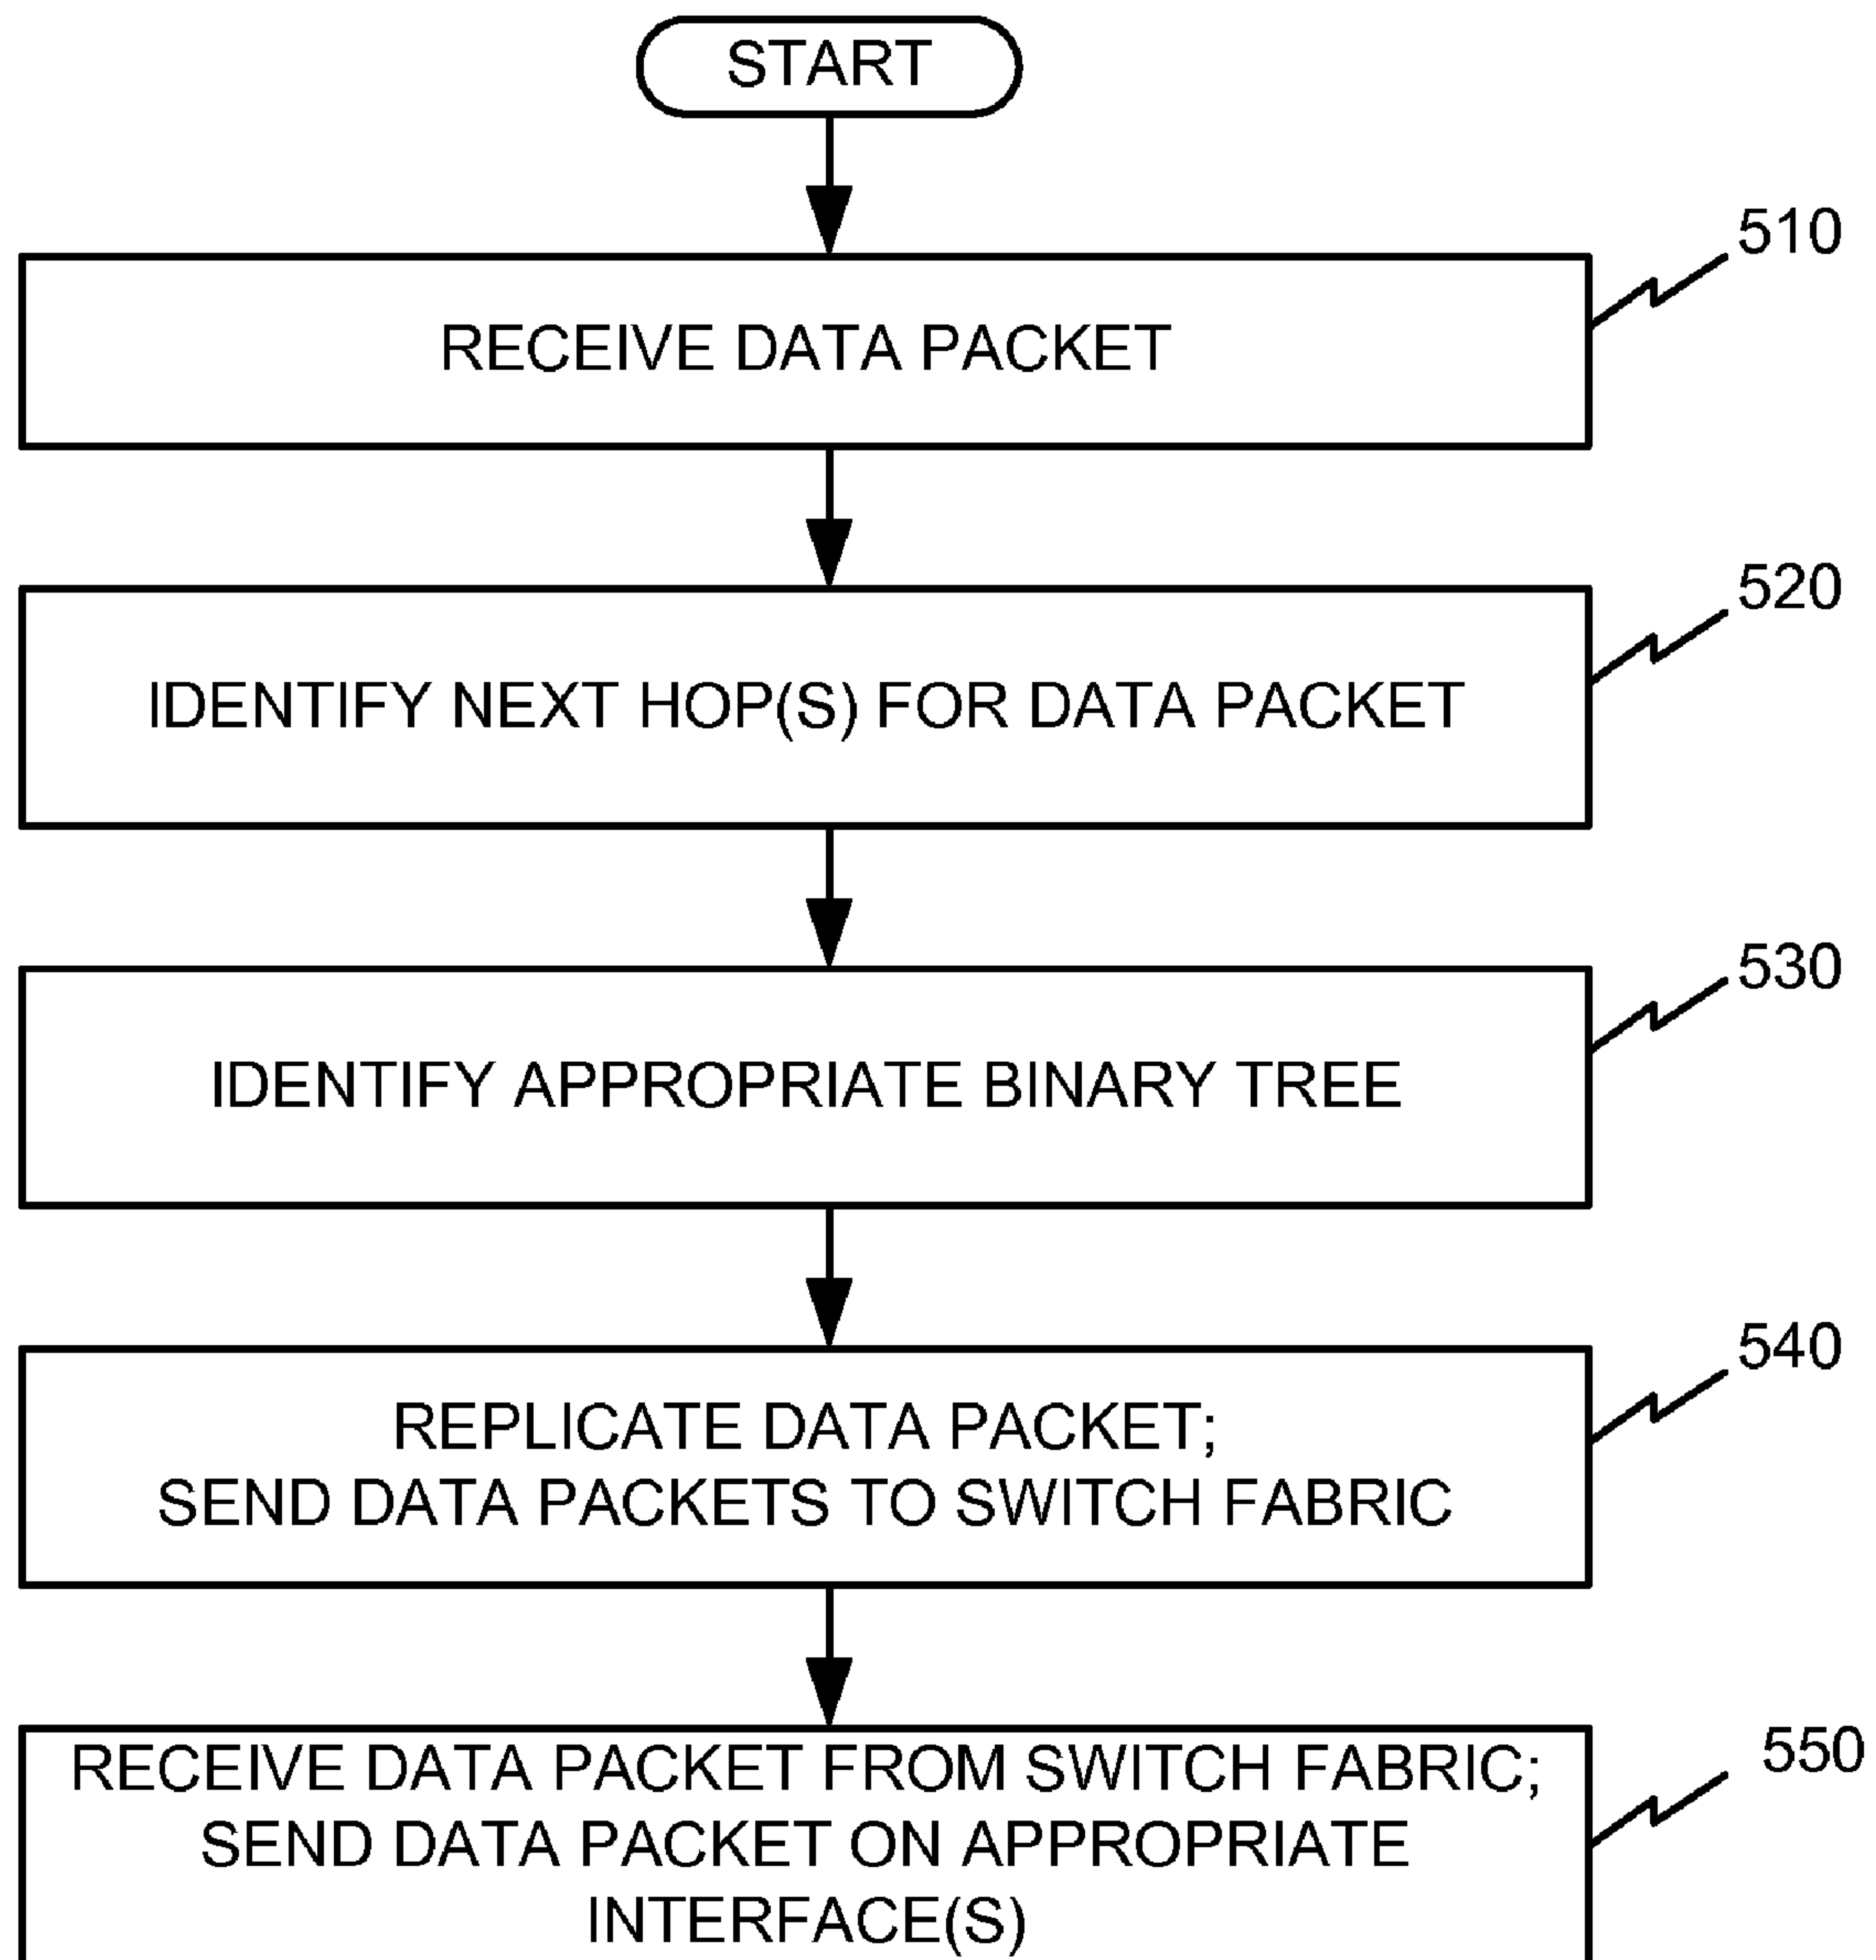 START
510
RECEIVE DATA PACKET
520
IDENTIFY NEXT HOP(S) FOR DATA PACKET
530
IDENTIFY APPROPRIATE BINARY TREE
540
REPLICATE DATA PACKET;
SEND DATA PACKETS TO SWITCH FABRIC
550
RECEIVE DATA PACKET FROM SWITCH FABRIC;
SEND DATA PACKET ON APPROPRIATE
INTERFACE(S)